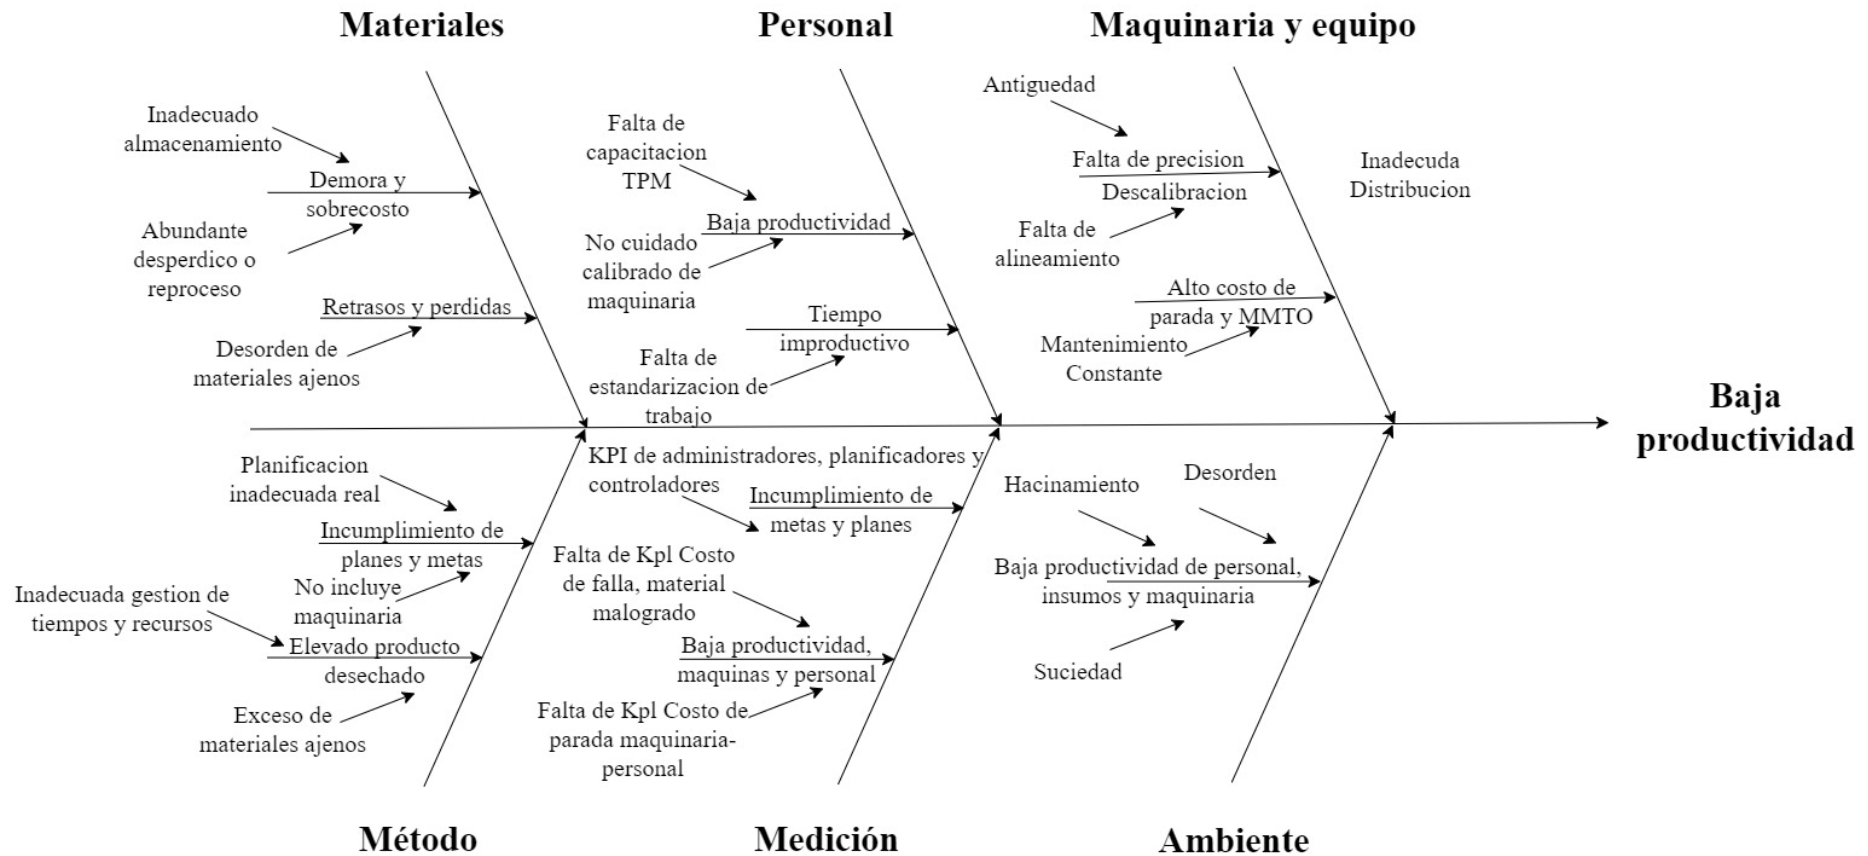 Materiales
Personal
Maquinaria y equipo
Inadecuado
almacenamiento
Demora y
sobrecosto
Abundante
desperdico o
reproceso
Retrasos y perdidas
Desorden de
materiales ajenos
Falta de
capacitacion
TPM
Baja productividad
No cuidado
calibrado de
maquinaria
Tiempo
improductivo
Falta de
estandarizacion de
trabajo
Antiguedad
Falta de precision
Descalibracion
Falta de
alineamiento
Alto costo de
parada y MMTO
Mantenimiento
Constante
Inadecuda
Distribucion
Baja
productividad
Planificacion
inadecuada real
Incumplimiento de
planes y metas
No incluye
maquinaria
Inadecuada gestion de
tiempos y recursos
Elevado producto
desechado
Exceso de
materiales ajenos
KPI de administradores, planificadores y
controladores
Incumplimiento de
metas y planes
Falta de Kpl Costo
de falla, material
malogrado
Baja productividad,
maquinas y personal
Falta de Kpl Costo de
parada maquinaria-
personal
Hacinamiento
Desorden
Baja productividad de personal,
insumos y maquinaria
Suciedad
Método
Medición
Ambiente